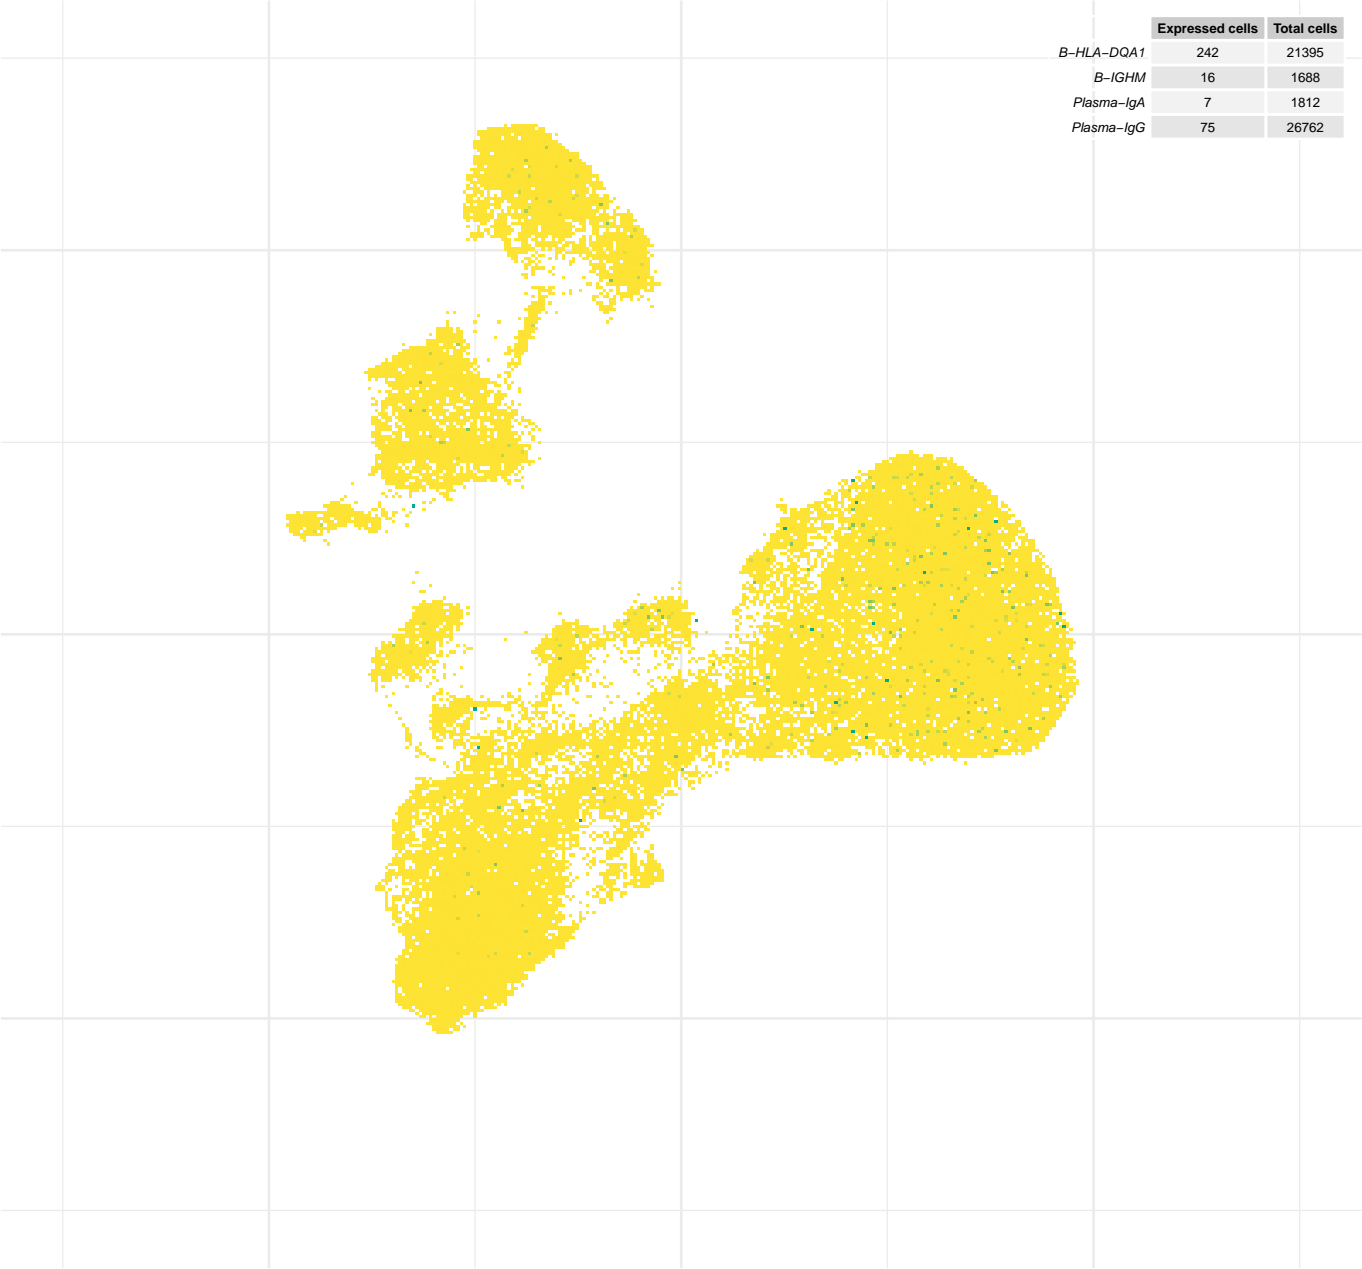 Expressed cells Total cells
B−HLA−DQA1 242 21395
B−IGHM 16 1688
Plasma−IgA 7 1812
Plasma−IgG 75 26762